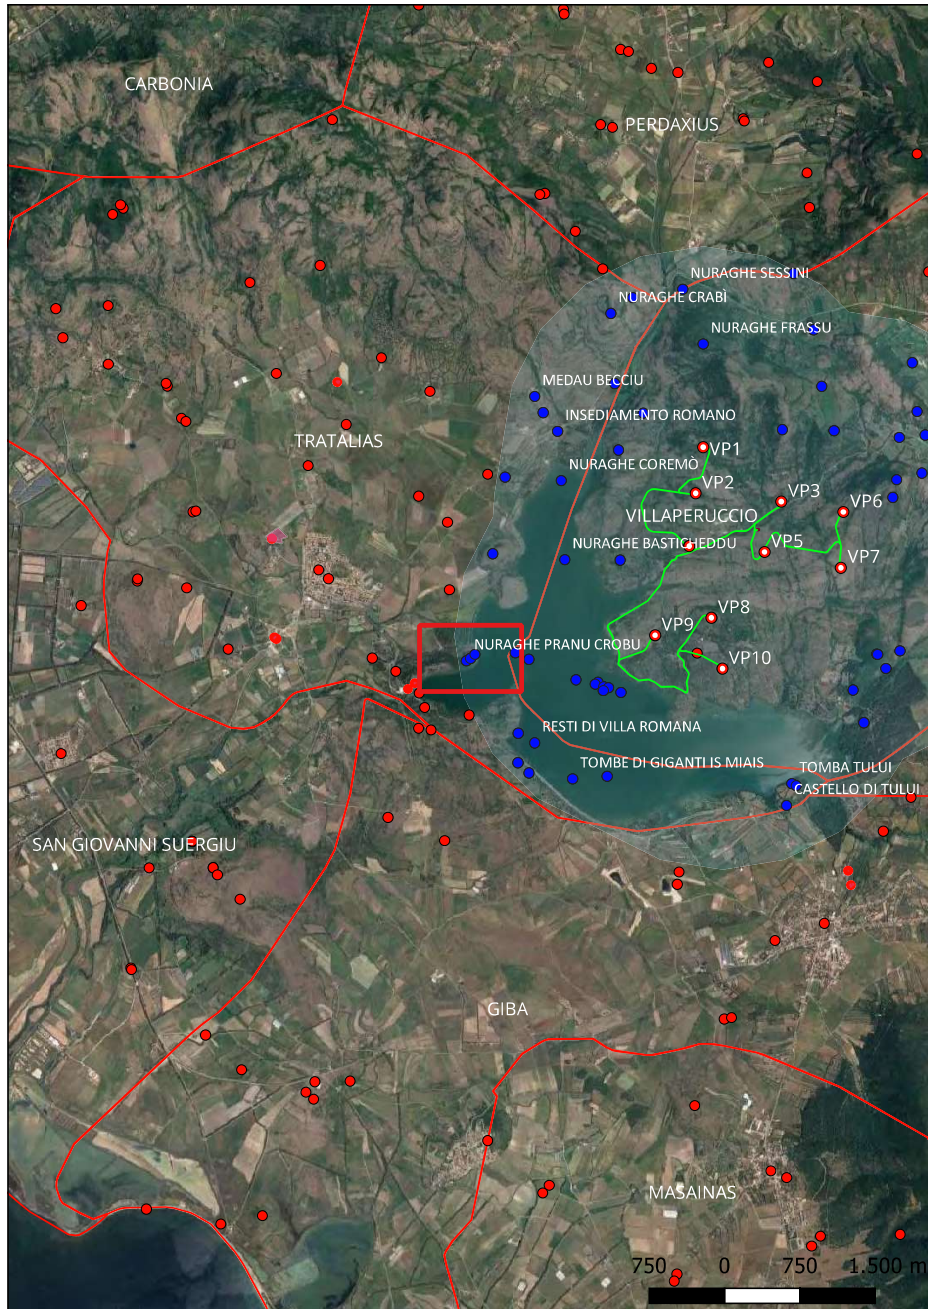 CARBONIA
PERDAXIUS
NURAGHE SESSINI
NURAGHE CRABÌ
NURAGHE FRASSU
MEDAU BECCIU
INSEDIAMENTO ROMANO
TRATALIAS
VP1
NURAGHE COREMÒ
VP2
VP3
VP6
VILLAPERUCCIO
NURAGHE BASTICHEDDU
VP5
VP7
VP8
VP9
NURAGHE PRANU CROBU
VP10
RESTI DI VILLA ROMANA
TOMBE DI GIGANTI IS MIAIS
TOMBA TULUI
CASTELLO DI TULUI
SAN GIOVANNI SUERGIU
GIBA
MASAINAS
750 0 750 1.500 m